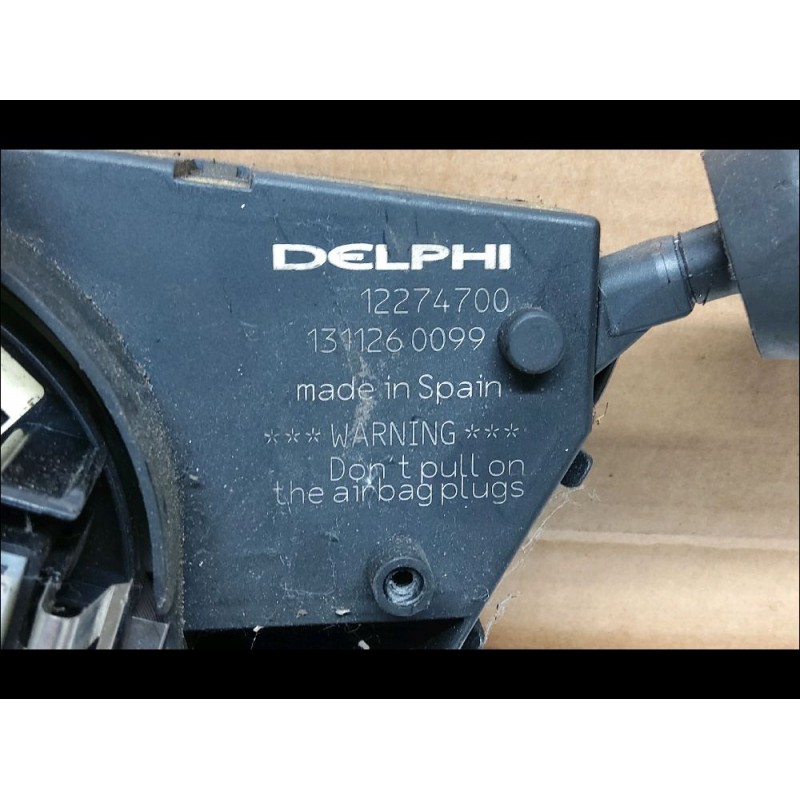 DELPHI
12274700
131126 0099
made in Spain
*** WARNING ***
Don't pull on
the airbag plugs